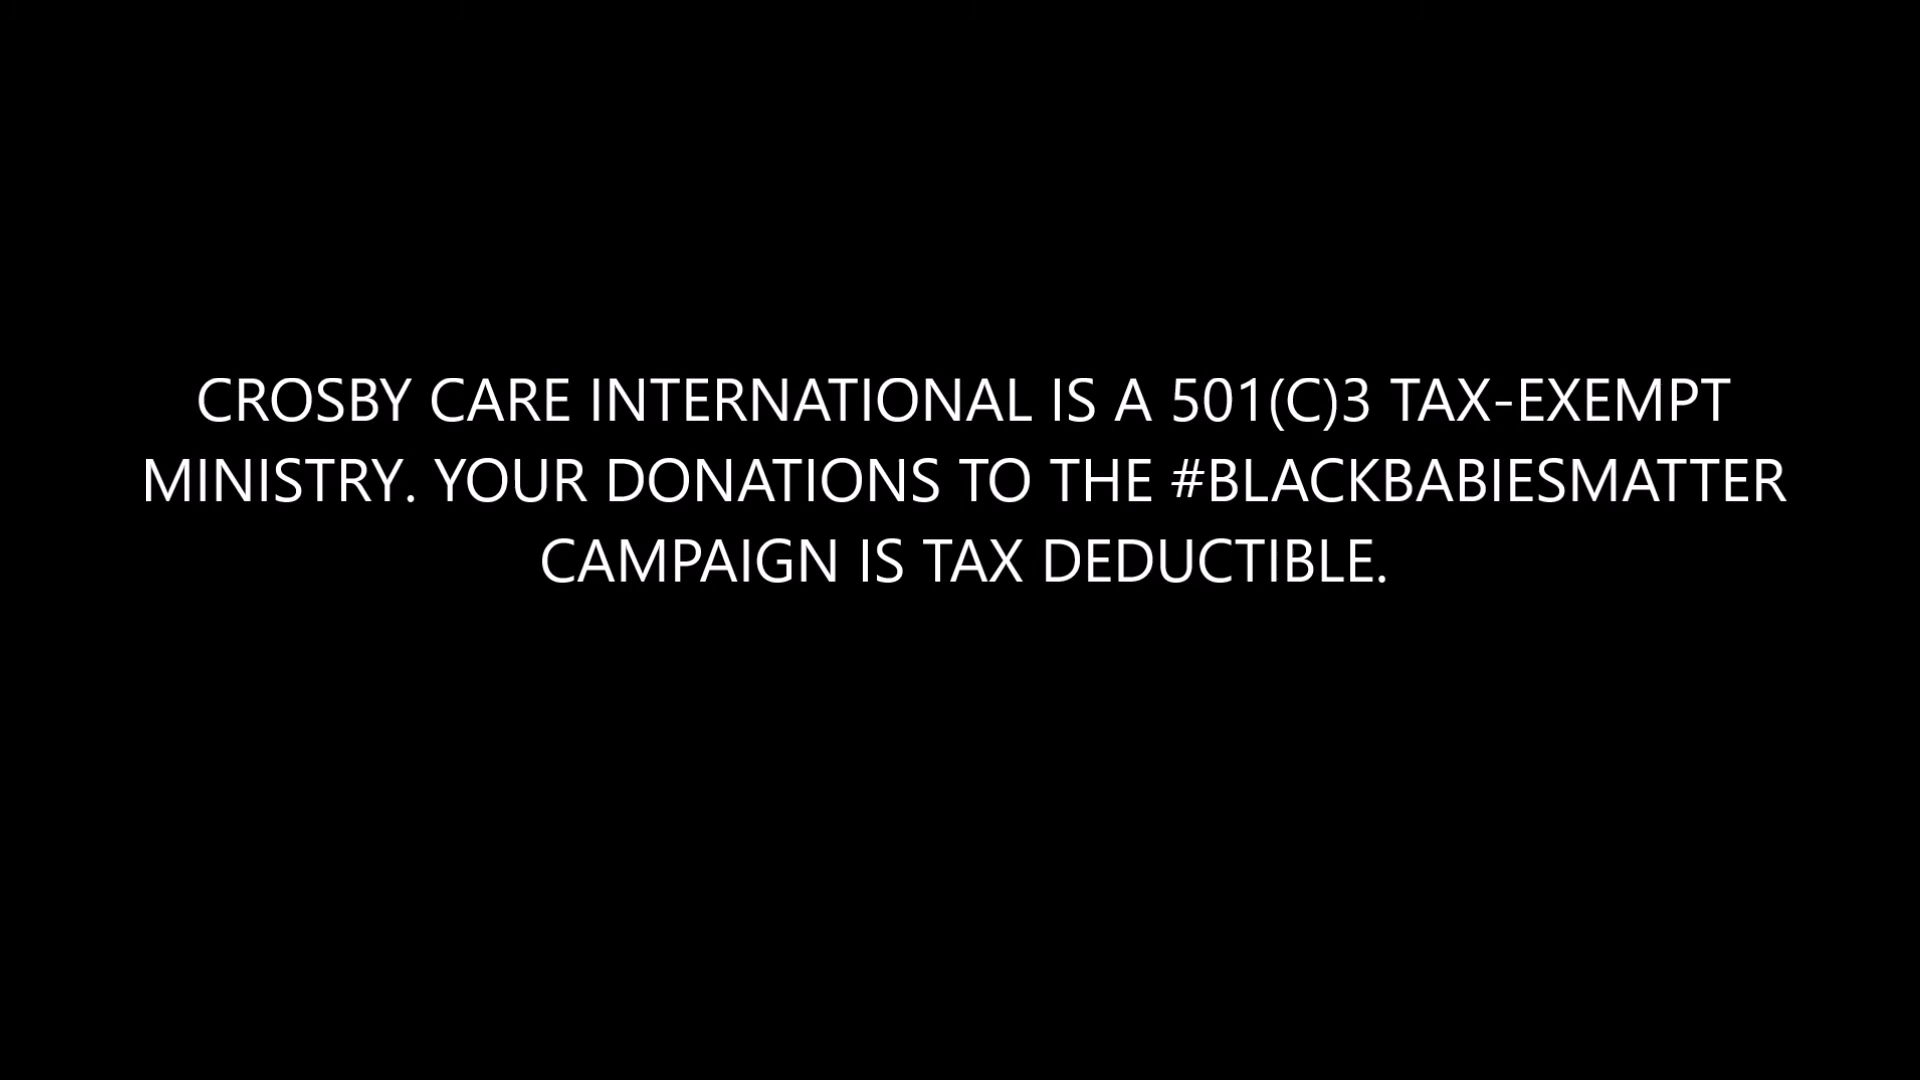 CROSBY CARE INTERNATIONAL IS A 501(C)3 TAX-EXEMPT
MINISTRY. YOUR DONATIONS TO THE #BLACKBABIESMATTER
CAMPAIGN IS TAX DEDUCTIBLE.